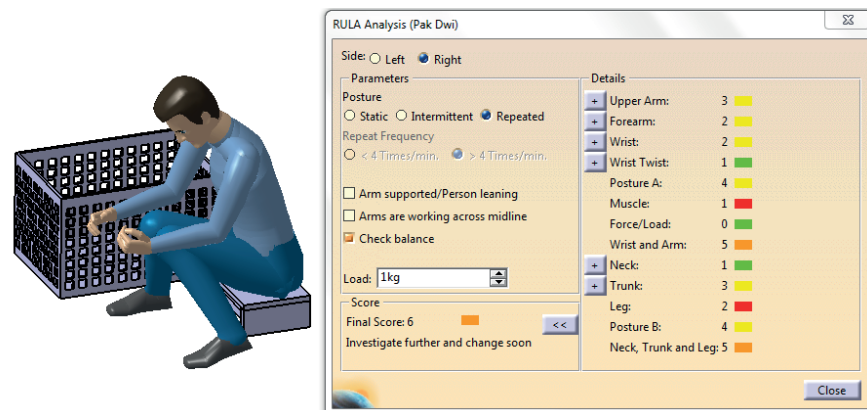 RULA Analysis (Pak Dwi)
Side: Left Right
Parameters
Posture
Static Intermittent Repeated
Repeat Frequency
< 4 Times/min. > 4 Times/min.
Arm supported/Person leaning
Arms are working across midline
Check balance
Load: 1kg
Score
Final Score: 6
<<
Investigate further and change soon
Details
+ Upper Arm: 3
+ Forearm: 2
+ Wrist: 2
+ Wrist Twist: 1
Posture A: 4
Muscle: 1
Force/Load: 0
Wrist and Arm: 5
+ Neck: 1
+ Trunk: 3
Leg: 2
Posture B: 4
Neck, Trunk and Leg: 5
Close